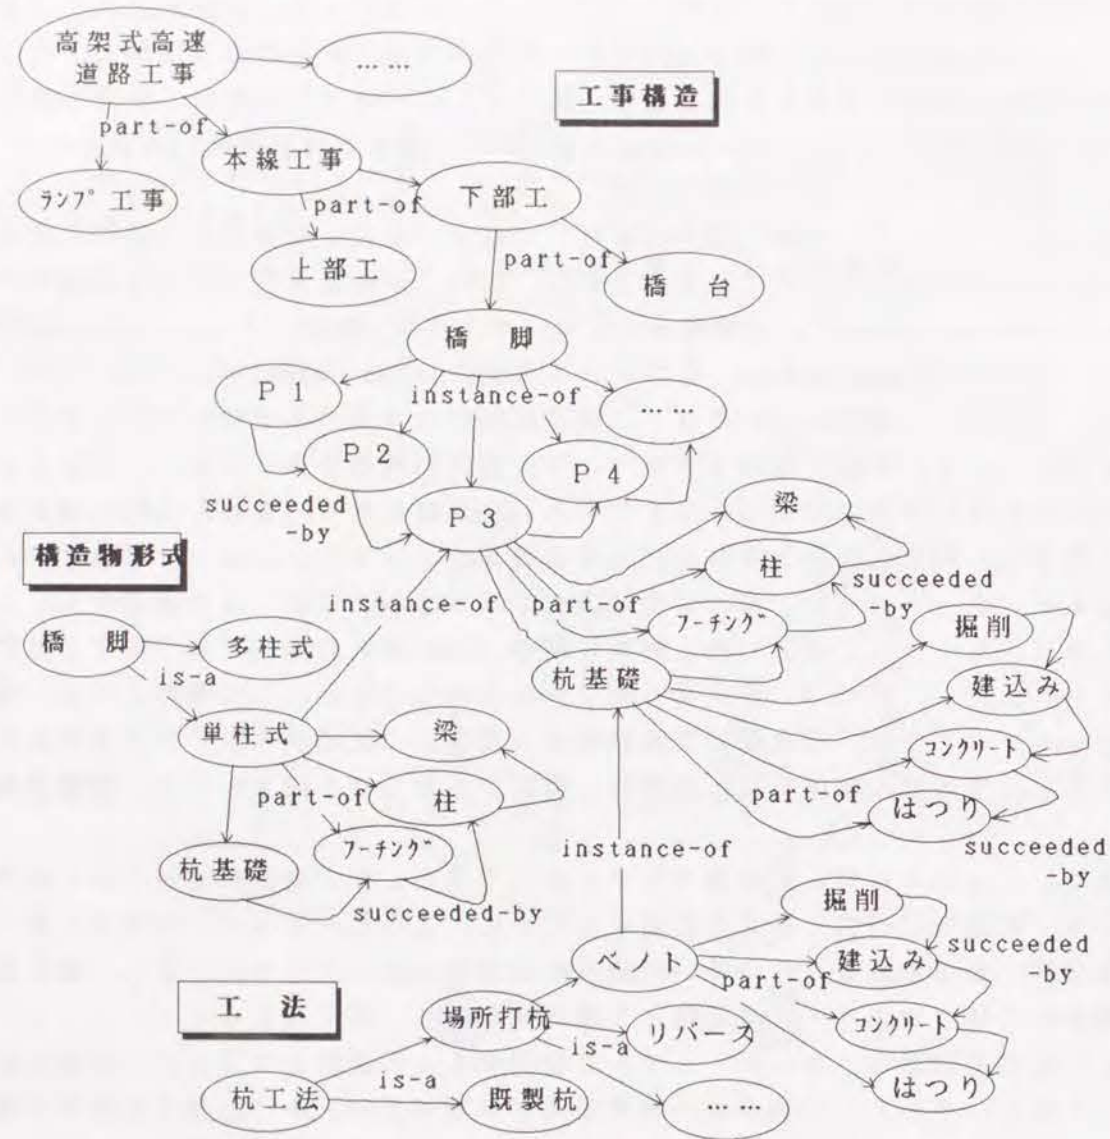 高架式高速
道路工事
……
工事構造
part-of
本線工事
ランプ工事
part-of
下部工
上部工
part-of
橋　台
橋　脚
P 1
instance-of
……
P 2
P 4
succeeded
-by
P 3
梁
構造物形式
柱
instance-of
part-of
succeeded
-by
フーチング
掘削
橋　脚
多柱式
杭基礎
is-a
建込み
単柱式
梁
コンクリート
part-of
柱
part-of
はつり
フーチング
杭基礎
instance-of
succeeded
-by
succeeded-by
掘削
ベノト
建込み
succeeded
-by
part-of
工　法
場所打杭
リバース
コンクリート
is-a
is-a
杭工法
既製杭
……
はつり